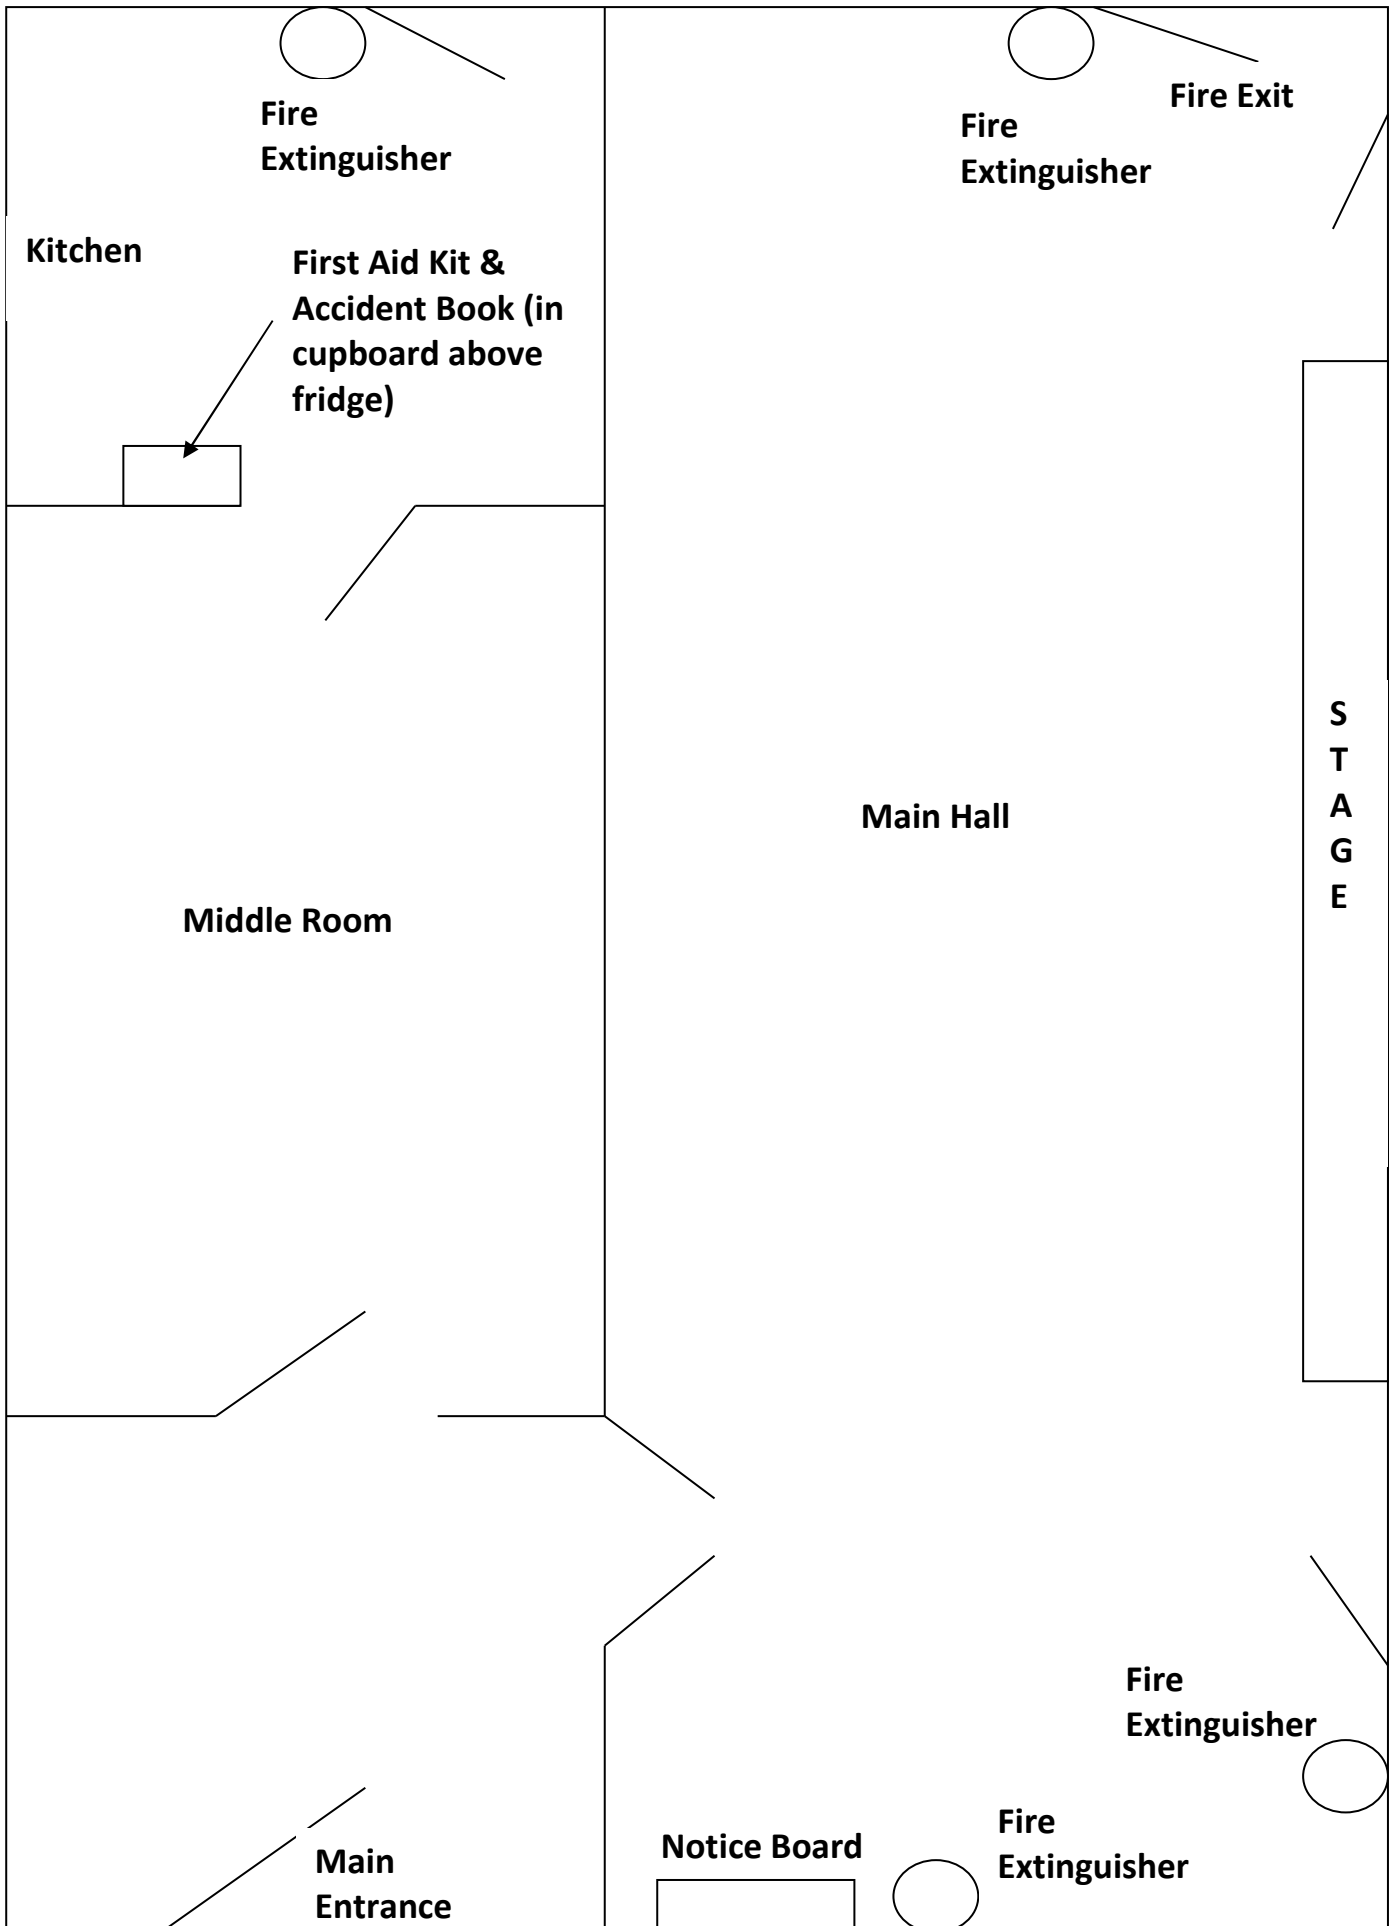 Fire
Extinguisher
Fire Exit
Fire
Extinguisher
Kitchen
First Aid Kit &
Accident Book (in
cupboard above
fridge)
S
T
A
G
E
Main Hall
Middle Room
Fire
Extinguisher
Fire
Extinguisher
Notice Board
Main
Entrance